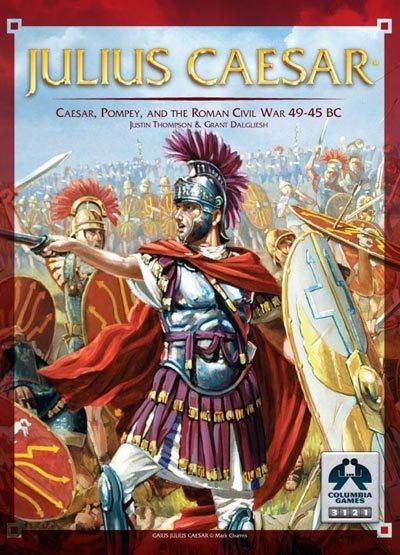 JULIUS CAESAR
CAESAR, POMPEY, AND THE ROMAN CIVIL WAR 49-45 BC
JUSTIN THOMPSON & GRANT DALGLIESH
COLUMBIA
GAMES
3121
GAIUS JULIUS CAESAR © Mark Churms